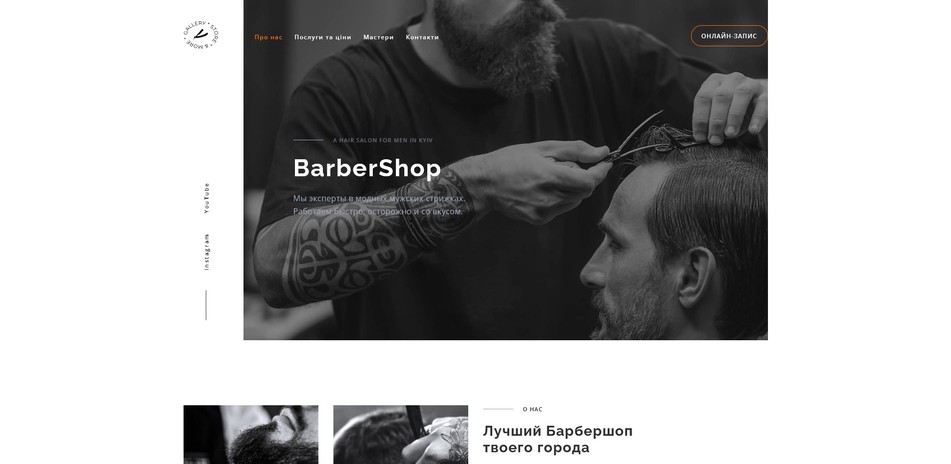 GALLERY • STORE & MORE •
Про нас
Послуги та ціни
Мастери
Контакти
ОНЛАЙН-ЗАПИС
A HAIR SALON FOR MEN IN KYIV
BarberShop
Мы эксперты в модных мужских стрижках.
Работаем быстро, осторожно и со вкусом.
YouTube
Instagram
О НАС
Лучший Барбершоп
твоего города